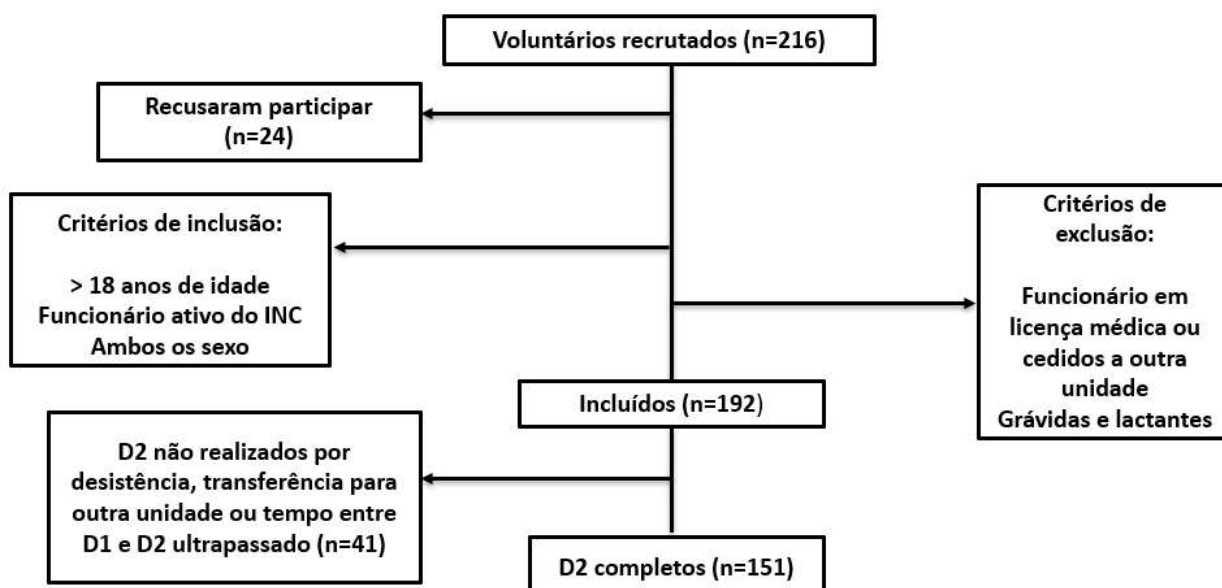 Voluntários recrutados (n=216)
Recusaram participar
(n=24)
Critérios de inclusão:
> 18 anos de idade
Funcionário ativo do INC
Ambos os sexo
Critérios de
exclusão:
Funcionário em
licença médica ou
cedidos a outra
unidade
Grávidas e lactantes
Incluídos (n=192)
D2 não realizados por
desistência, transferência para
outra unidade ou tempo entre
D1 e D2 ultrapassado (n=41)
D2 completos (n=151)